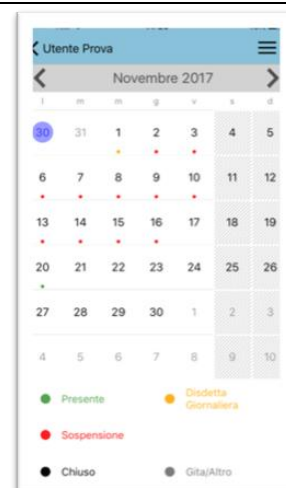 Utente Prova
Novembre 2017
l m m g v s d
30 31 1 2 3 4 5
6 7 8 9 10 11 12
13 14 15 16 17 18 19
20 21 22 23 24 25 26
27 28 29 30 1 2 3
4 5 6 7 8 9 10
Presente
Disdetta
Giornaliera
Sospensione
Chiuso
Gita/Altro